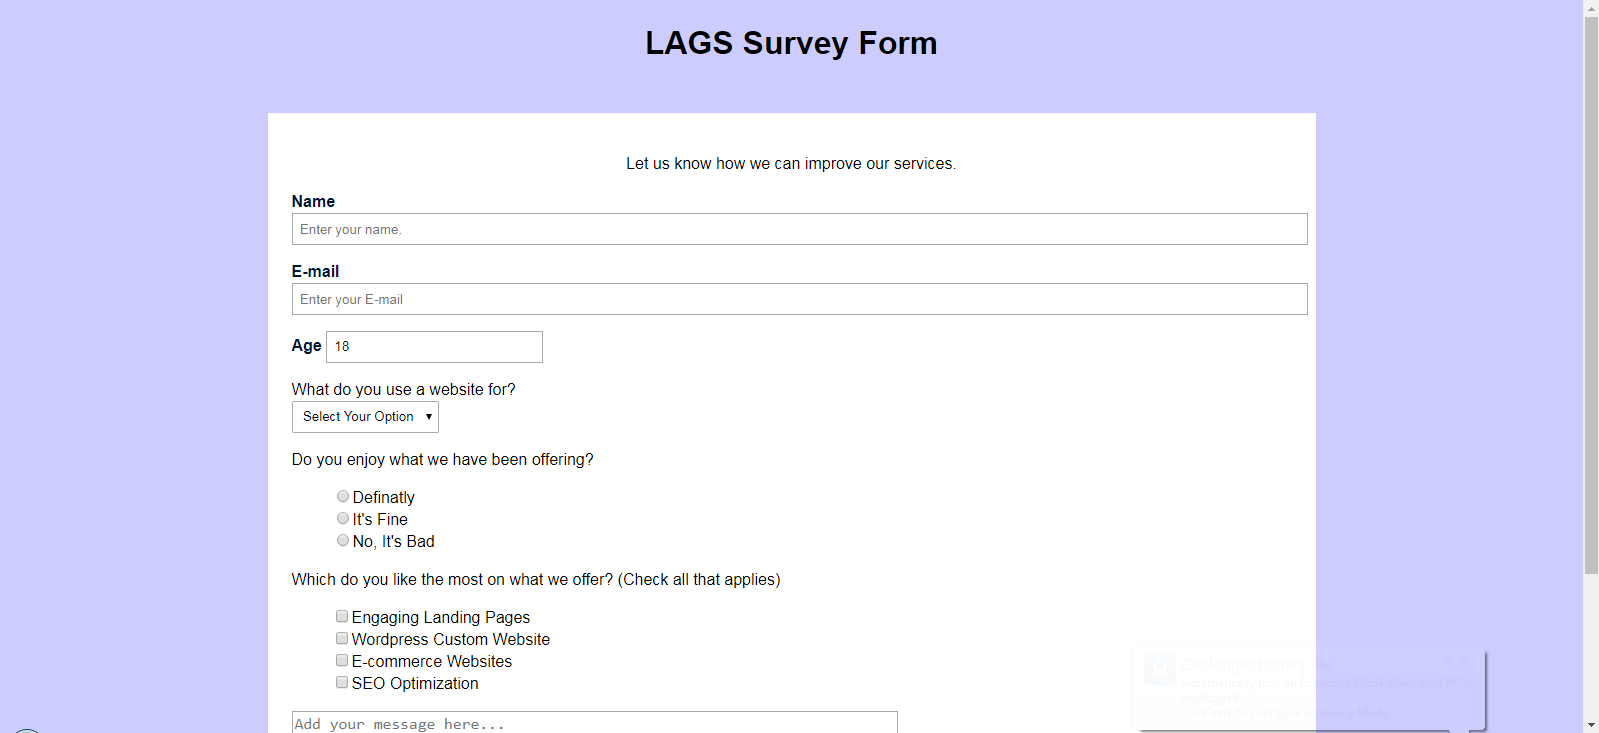 LAGS Survey Form
Let us know how we can improve our services.
Name
Enter your name.
E-mail
Enter your E-mail
Age 18
What do you use a website for?
Select Your Option
Do you enjoy what we have been offering?
Definatly
It's Fine
No, It's Bad
Which do you like the most on what we offer? (Check all that applies)
Engaging Landing Pages
Wordpress Custom Website
E-commerce Websites
SEO Optimization
Add your message here...
Get longer battery life
Automatically turn on Economy Mode when your PC is
unplugged.
Click here to configure Economy Mode.